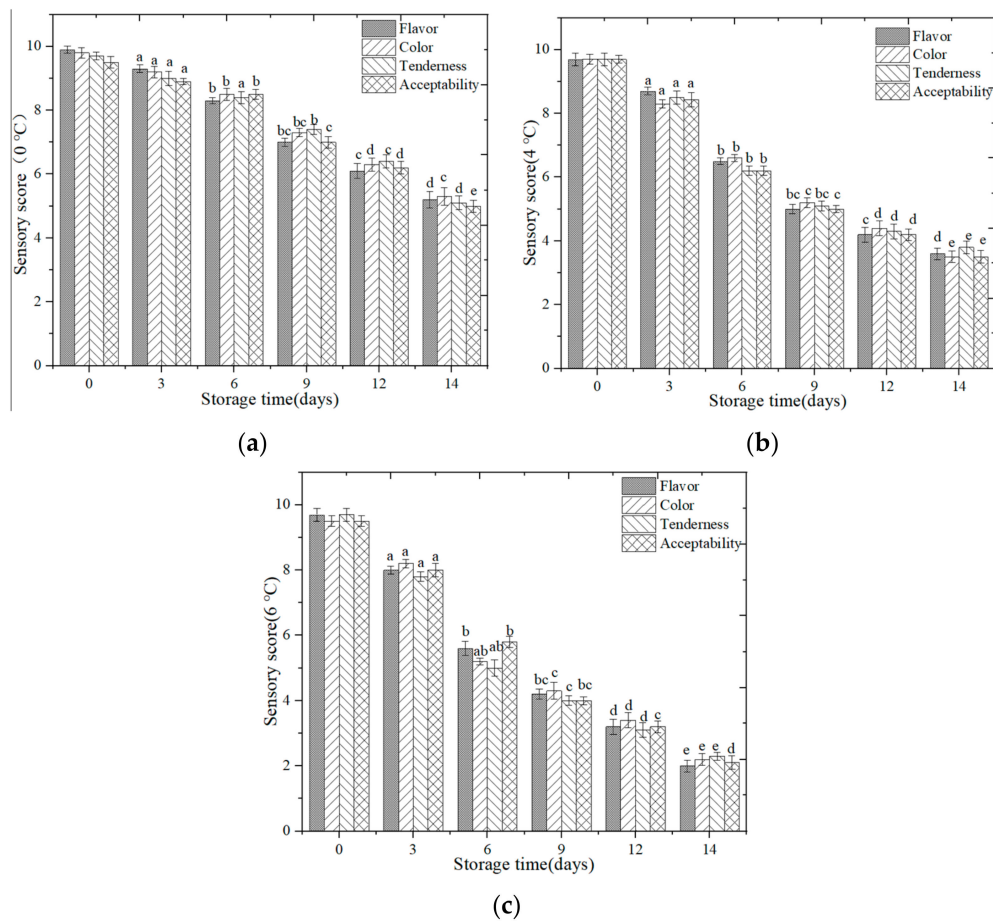 Sensory score（0 °C）
10
8
6
4
2
0
Flavor
Color
Tenderness
Acceptability
a a a a
a b a b
bc bc b c
c d c d
d c d e
0 3 6 9 12 14
Storage time(days)
(a)
Sensory score(4 °C)
10
8
6
4
2
0
Flavor
Color
Tenderness
Acceptability
a a a a
b b b b
bc c bc c
c d d d
d e e e
0 3 6 9 12 14
Storage time(days)
(b)
Sensory score(6 °C)
10
8
6
4
2
0
Flavor
Color
Tenderness
Acceptability
a a a a
b ab ab b
bc c c bc
d d d c
e e e d
0 3 6 9 12 14
Storage time(days)
(c)